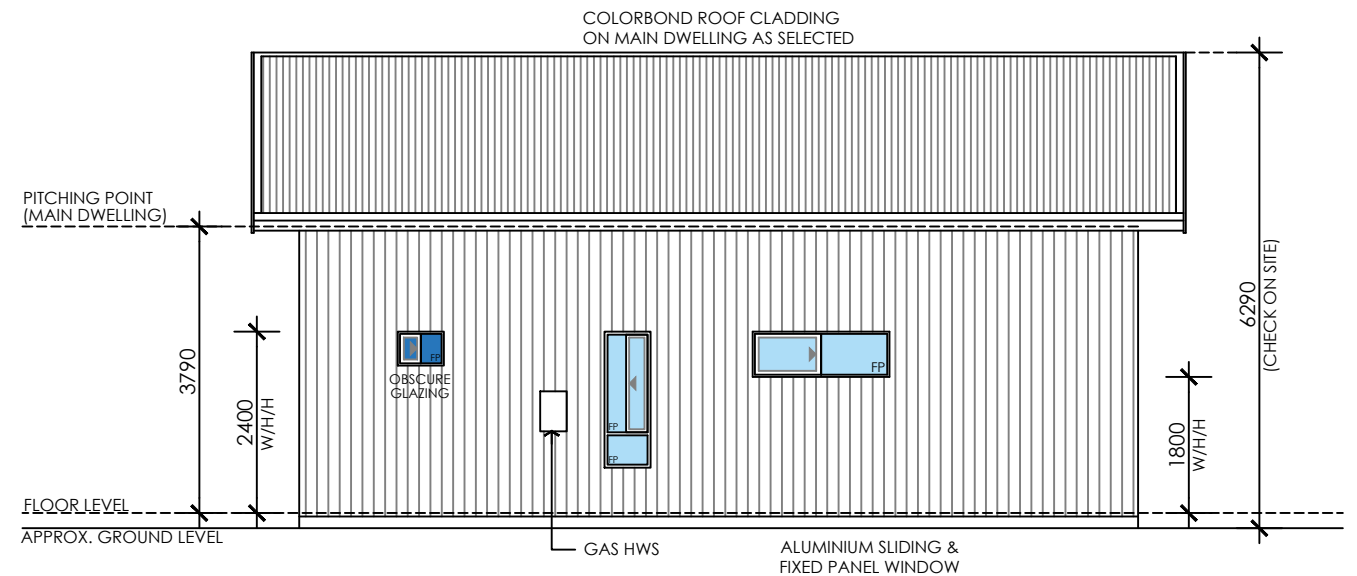 COLORBOND ROOF CLADDING
ON MAIN DWELLING AS SELECTED
PITCHING POINT
(MAIN DWELLING)
3790
2400
W/H/H
FP
OBSCURE
GLAZING
FP
FP
FP
1800
W/H/H
6290
(CHECK ON SITE)
FLOOR LEVEL
APPROX. GROUND LEVEL
GAS HWS
ALUMINIUM SLIDING &
FIXED PANEL WINDOW